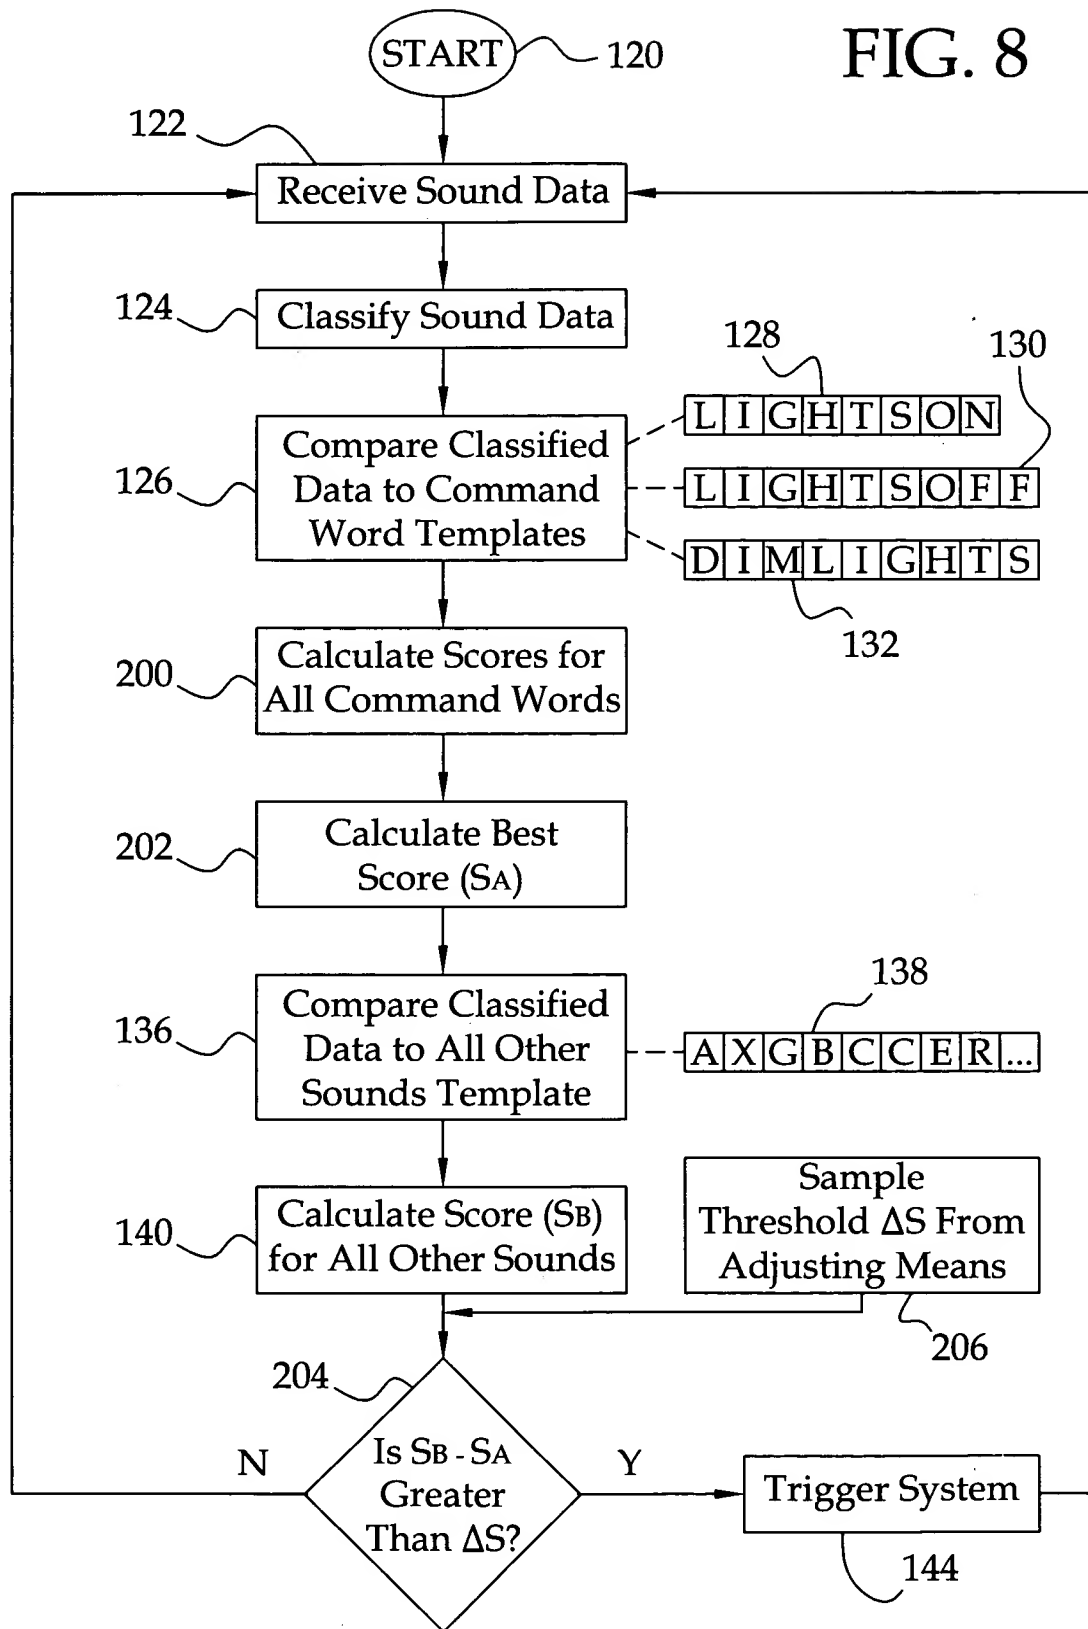 FIG. 8
START
120
122
Receive Sound Data
124
Classify Sound Data
128
130
LIGHTSON
126
Compare Classified
Data to Command
Word Templates
LIGHTSOFF
DIMLIGHTS
132
200
Calculate Scores for
All Command Words
202
Calculate Best
Score (SA)
138
136
Compare Classified
Data to All Other
Sounds Template
AXGBCCER...
140
Calculate Score (SB)
for All Other Sounds
Sample
Threshold ΔS From
Adjusting Means
206
204
Is SB - SA
Greater
Than ΔS?
N
Y
Trigger System
144